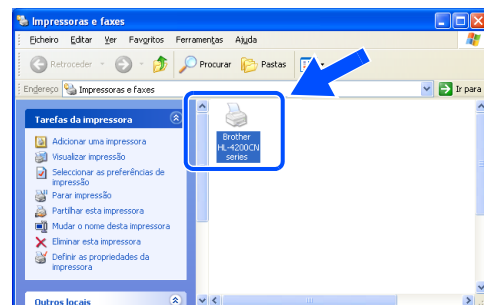 Impressoras e faxes
Ficheiro Editar Ver Favoritos Ferramentas Ajuda
Retroceder Procurar Pastas
Endereço Impressoras e faxes Ir para
Tarefas da impressora
Adicionar uma impressora
Visualizar impressão
Seleccionar as preferências de
impressão
Parar impressão
Partilhar esta impressora
Mudar o nome desta impressora
Eliminar esta impressora
Definir as propriedades da
impressora
Outros locais
Brother
HL-4200CN
series